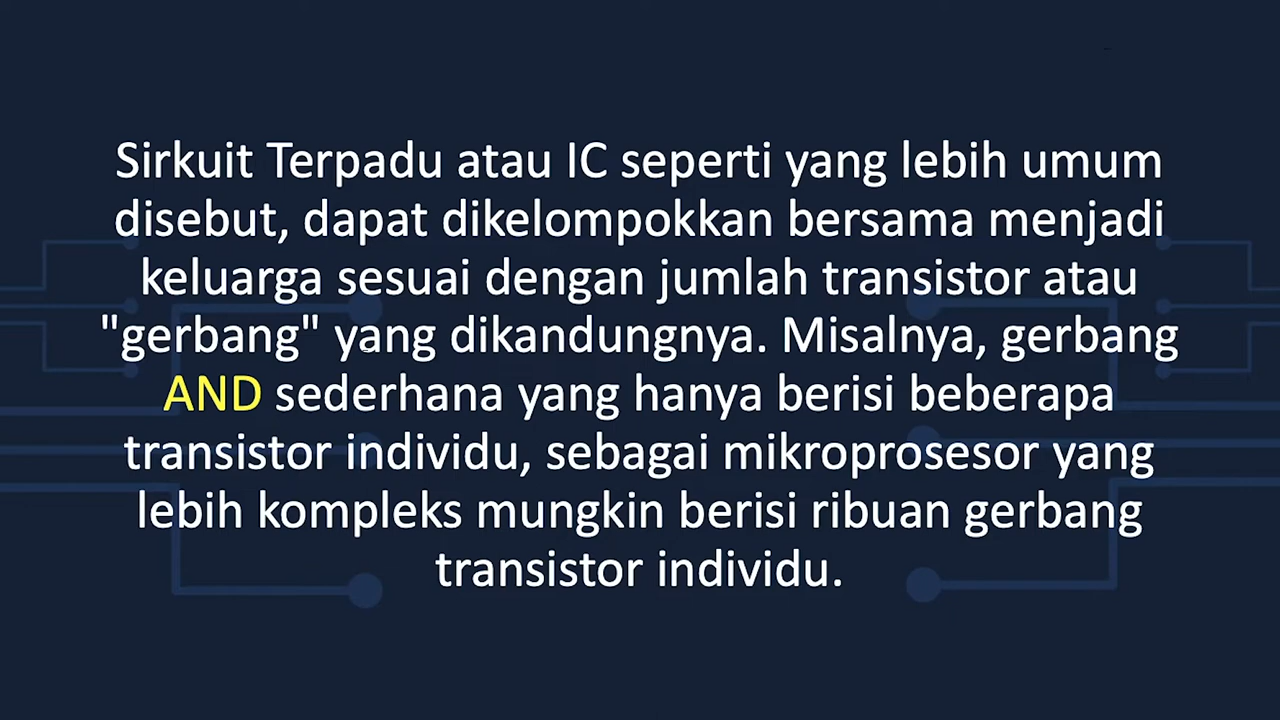 Sirkuit Terpadu atau IC seperti yang lebih umum
disebut, dapat dikelompokkan bersama menjadi
keluarga sesuai dengan jumlah transistor atau
"gerbang" yang dikandungnya. Misalnya, gerbang
AND sederhana yang hanya berisi beberapa
transistor individu, sebagai mikroprosesor yang
lebih kompleks mungkin berisi ribuan gerbang
transistor individu.